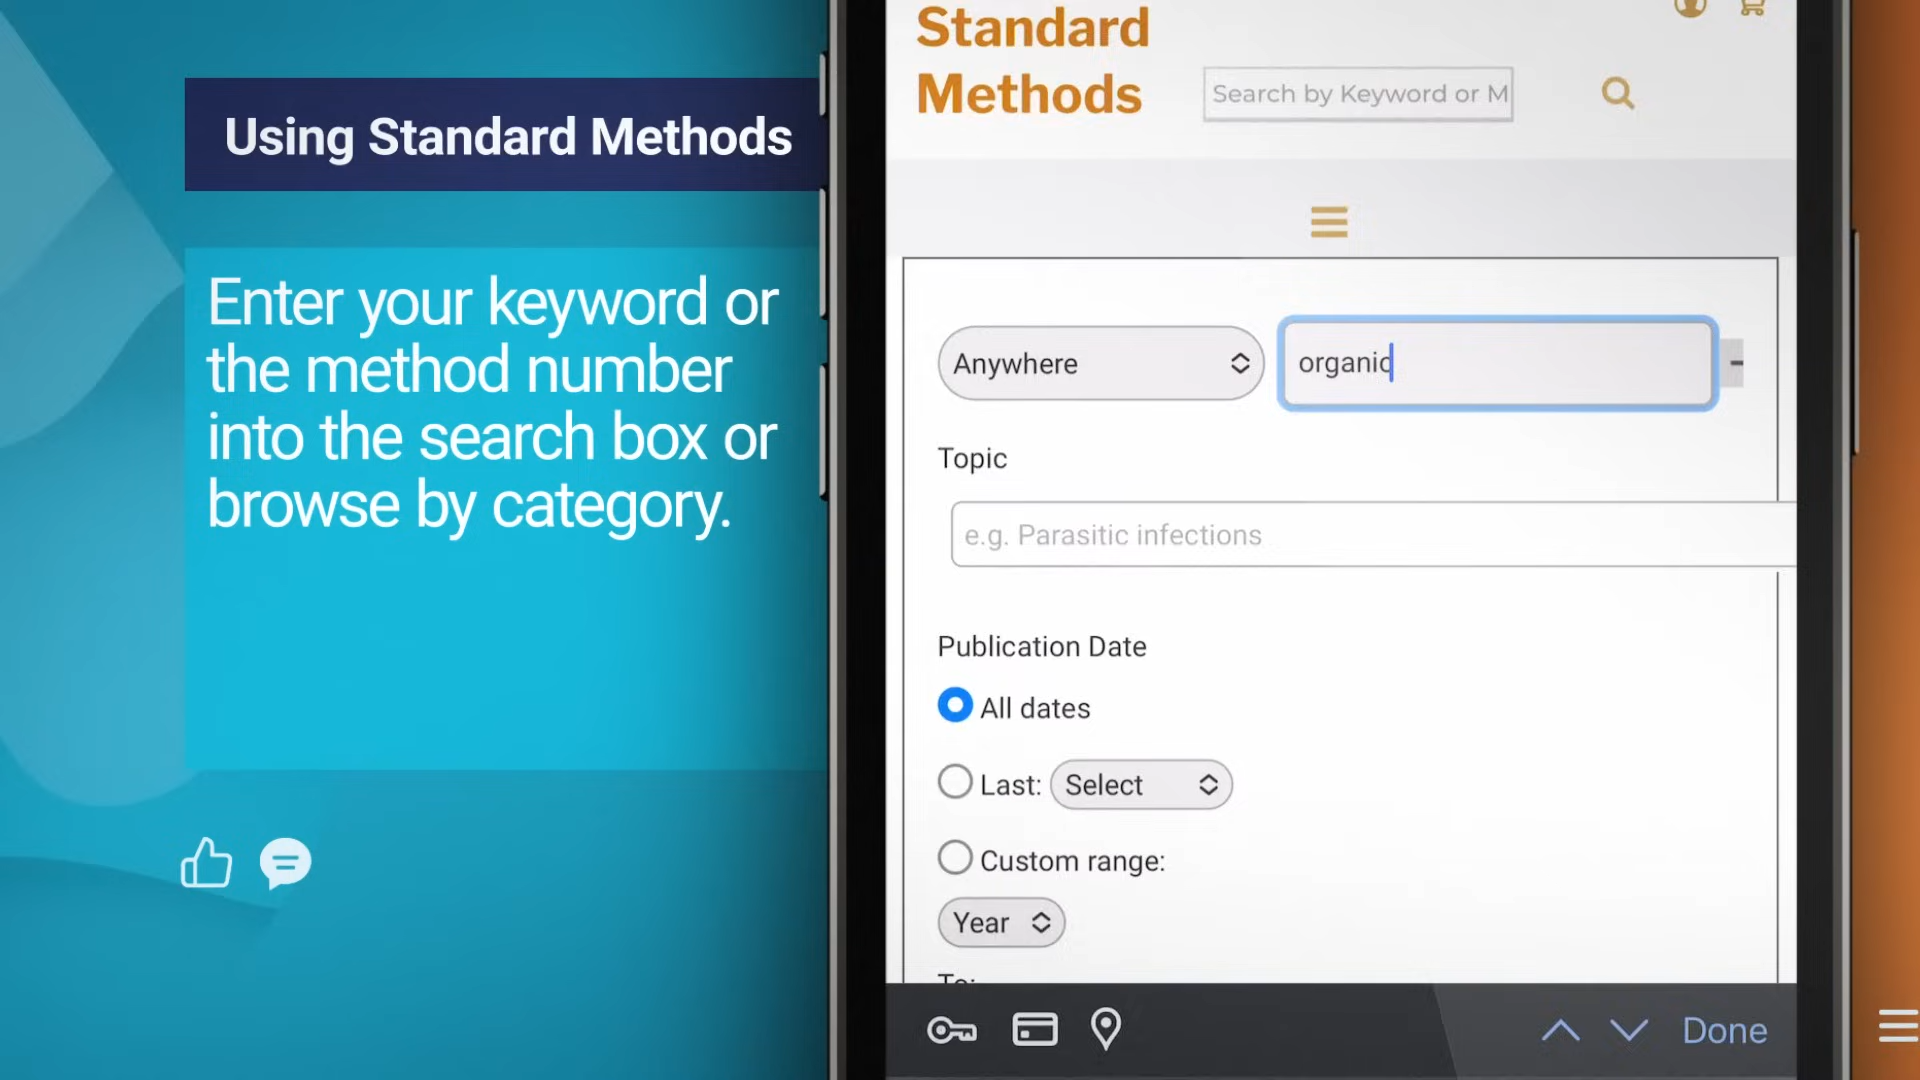 Using Standard Methods
Enter your keyword or
the method number
into the search box or
browse by category.
Standard
Methods
Search by Keyword or M
Anywhere
organic
Topic
e.g. Parasitic infections
Publication Date
All dates
Last: Select
Custom range:
Year
To:
Done